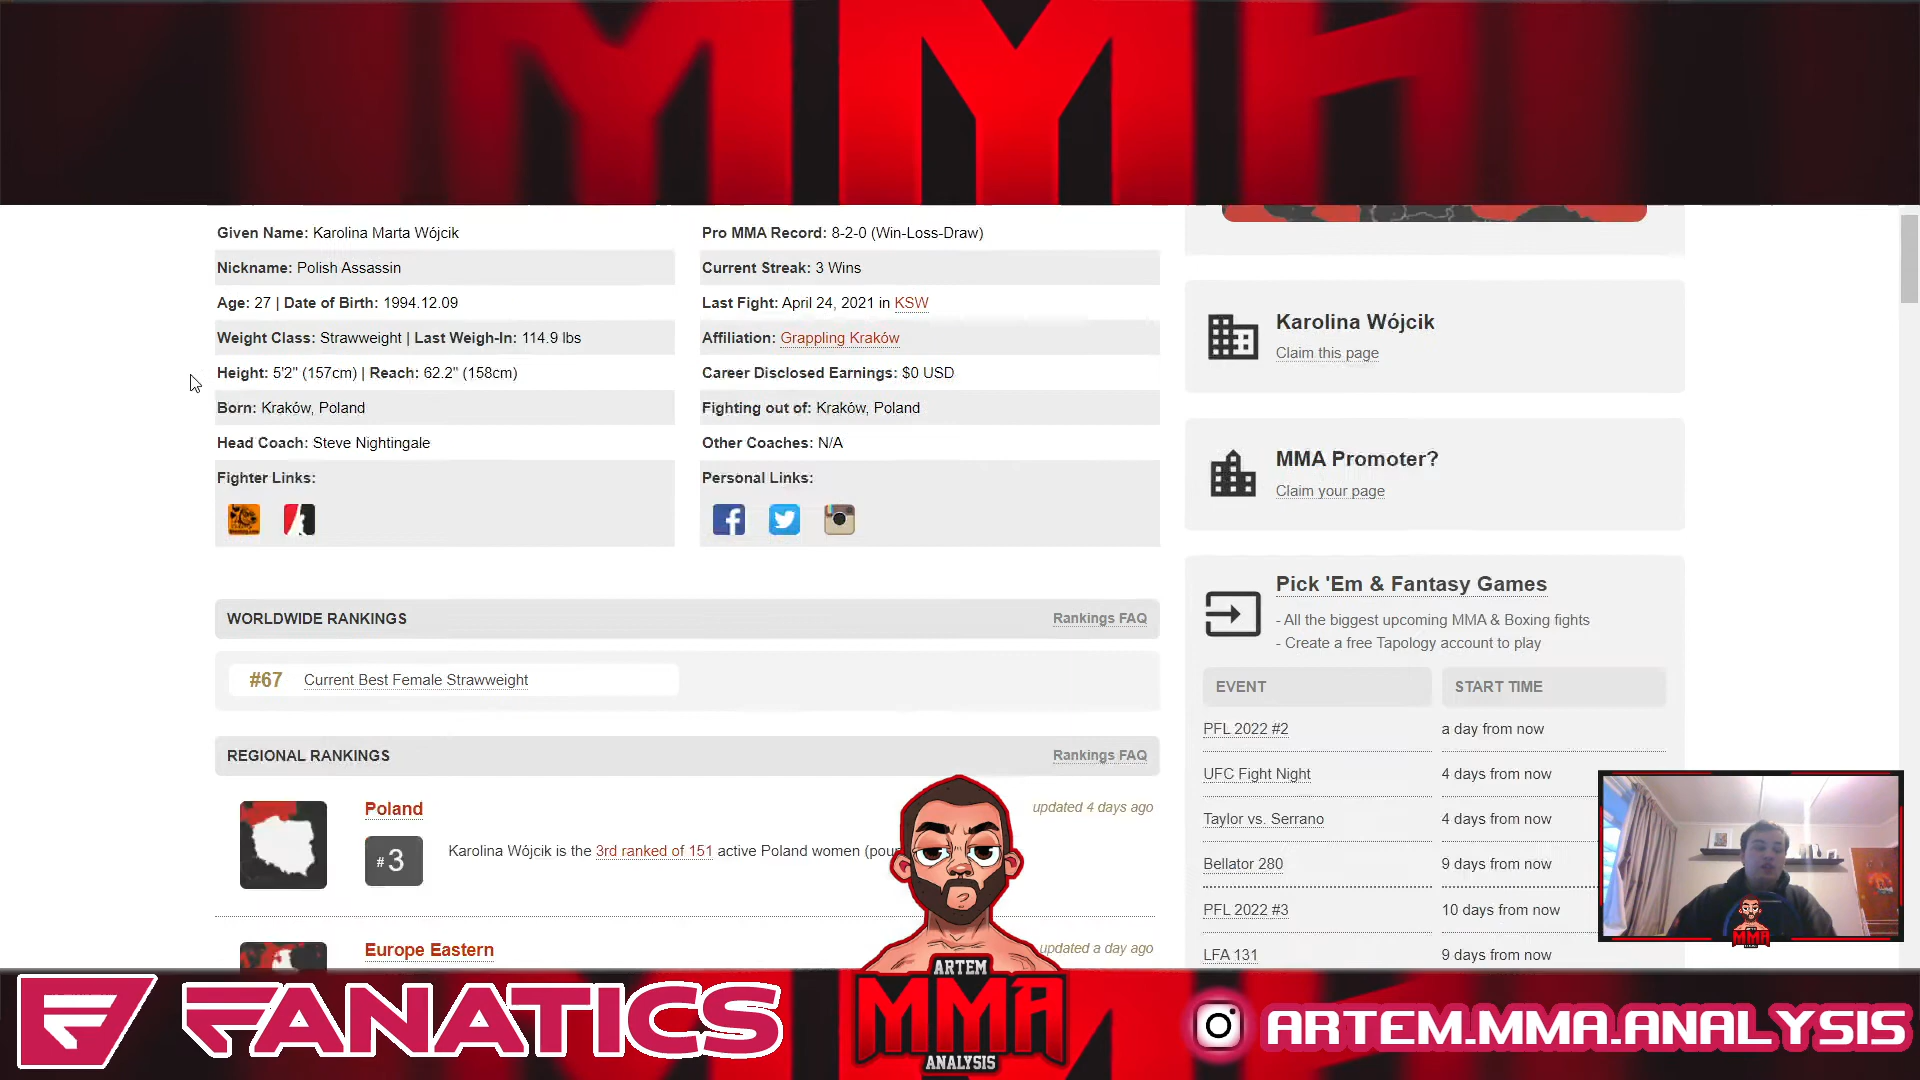 MMA
Given Name: Karolina Marta Wójcik
Nickname: Polish Assassin
Age: 27 | Date of Birth: 1994.12.09
Weight Class: Strawweight | Last Weigh-In: 114.9 lbs
Height: 5'2" (157cm) | Reach: 62.2" (158cm)
Born: Kraków, Poland
Head Coach: Steve Nightingale
Fighter Links:
Pro MMA Record: 8-2-0 (Win-Loss-Draw)
Current Streak: 3 Wins
Last Fight: April 24, 2021 in KSW
Affiliation: Grappling Kraków
Career Disclosed Earnings: $0 USD
Fighting out of: Kraków, Poland
Other Coaches: N/A
Personal Links:
WORLDWIDE RANKINGS Rankings FAQ
#67 Current Best Female Strawweight
REGIONAL RANKINGS Rankings FAQ
Poland
updated 4 days ago
#3
Karolina Wójcik is the 3rd ranked of 151 active Poland women
Europe Eastern
updated a day ago
Karolina Wójcik
Claim this page
MMA Promoter?
Claim your page
Pick 'Em & Fantasy Games
- All the biggest upcoming MMA & Boxing fights
- Create a free Tapology account to play
EVENT START TIME
PFL 2022 #2 a day from now
UFC Fight Night 4 days from now
Taylor vs. Serrano 4 days from now
Bellator 280 9 days from now
PFL 2022 #3 10 days from now
LFA 131 9 days from now
MMA
FANATICS
ARTEM
MMA
ANALYSIS
ARTEM.MMA.ANALYSIS